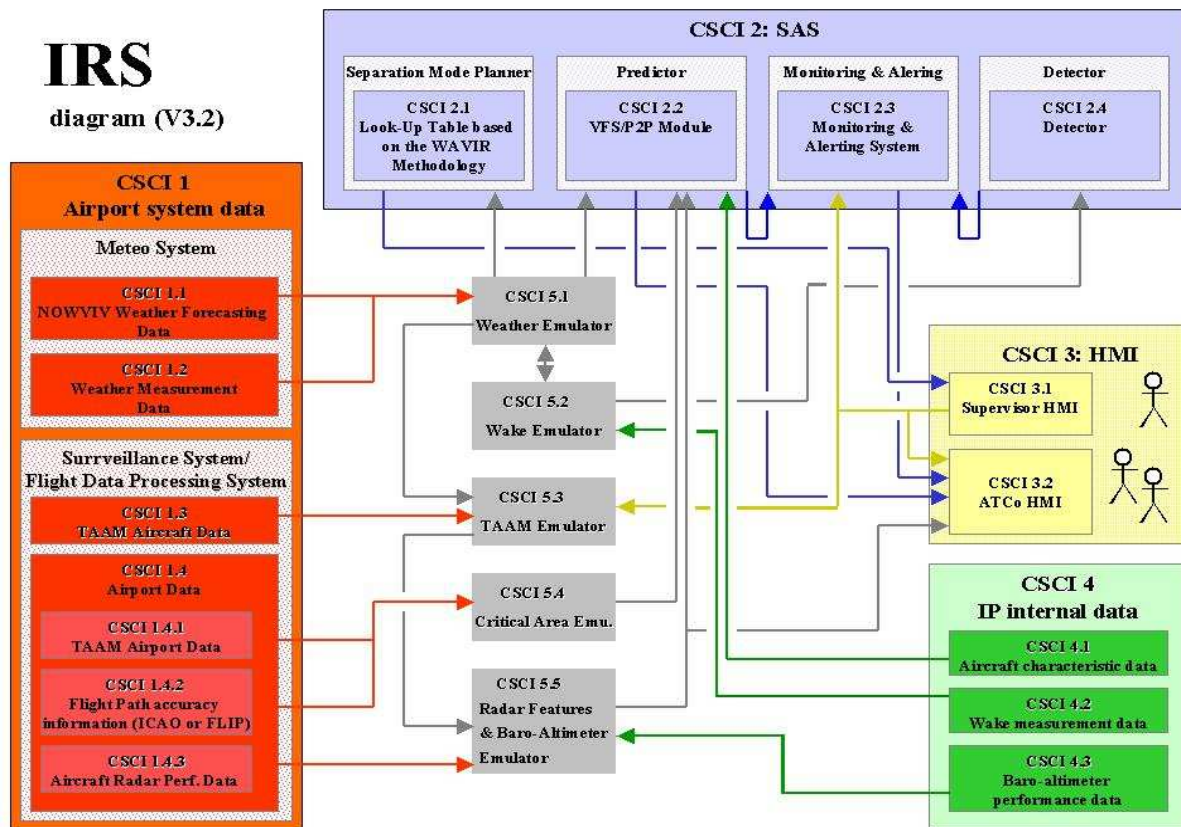 IRS
diagram (V3.2)
CSCI 2: SAS
Separation Mode Planner
CSCI 2.1
Look-Up Table based
on the WAVIR
Methodology
Predictor
CSCI 2.2
VFS/P2P Module
Monitoring & Alering
CSCI 2.3
Monitoring &
Alerting System
Detector
CSCI 2.4
Detector
CSCI 1
Airport system data
Meteo System
CSCI 1.1
NOWVIV Weather Forecasting
Data
CSCI 1.2
Weather Measurement
Data
Surrveillance System/
Flight Data Processing System
CSCI 1.3
TAAM Aircraft Data
CSCI 1.4
Airport Data
CSCI 1.4.1
TAAM Airport Data
CSCI 1.4.2
Flight Path accuracy
information (ICAO or FLIP)
CSCI 1.4.3
Aircraft Radar Perf. Data
CSCI 5.1
Weather Emulator
CSCI 5.2
Wake Emulator
CSCI 5.3
TAAM Emulator
CSCI 5.4
Critical Area Emu.
CSCI 5.5
Radar Features
& Baro-Altimeter
Emulator
CSCI 3: HMI
CSCI 3.1
Supervisor HMI
CSCI 3.2
ATCo HMI
CSCI 4
IP internal data
CSCI 4.1
Aircraft characteristic data
CSCI 4.2
Wake measurement data
CSCI 4.3
Baro-altimeter
performance data